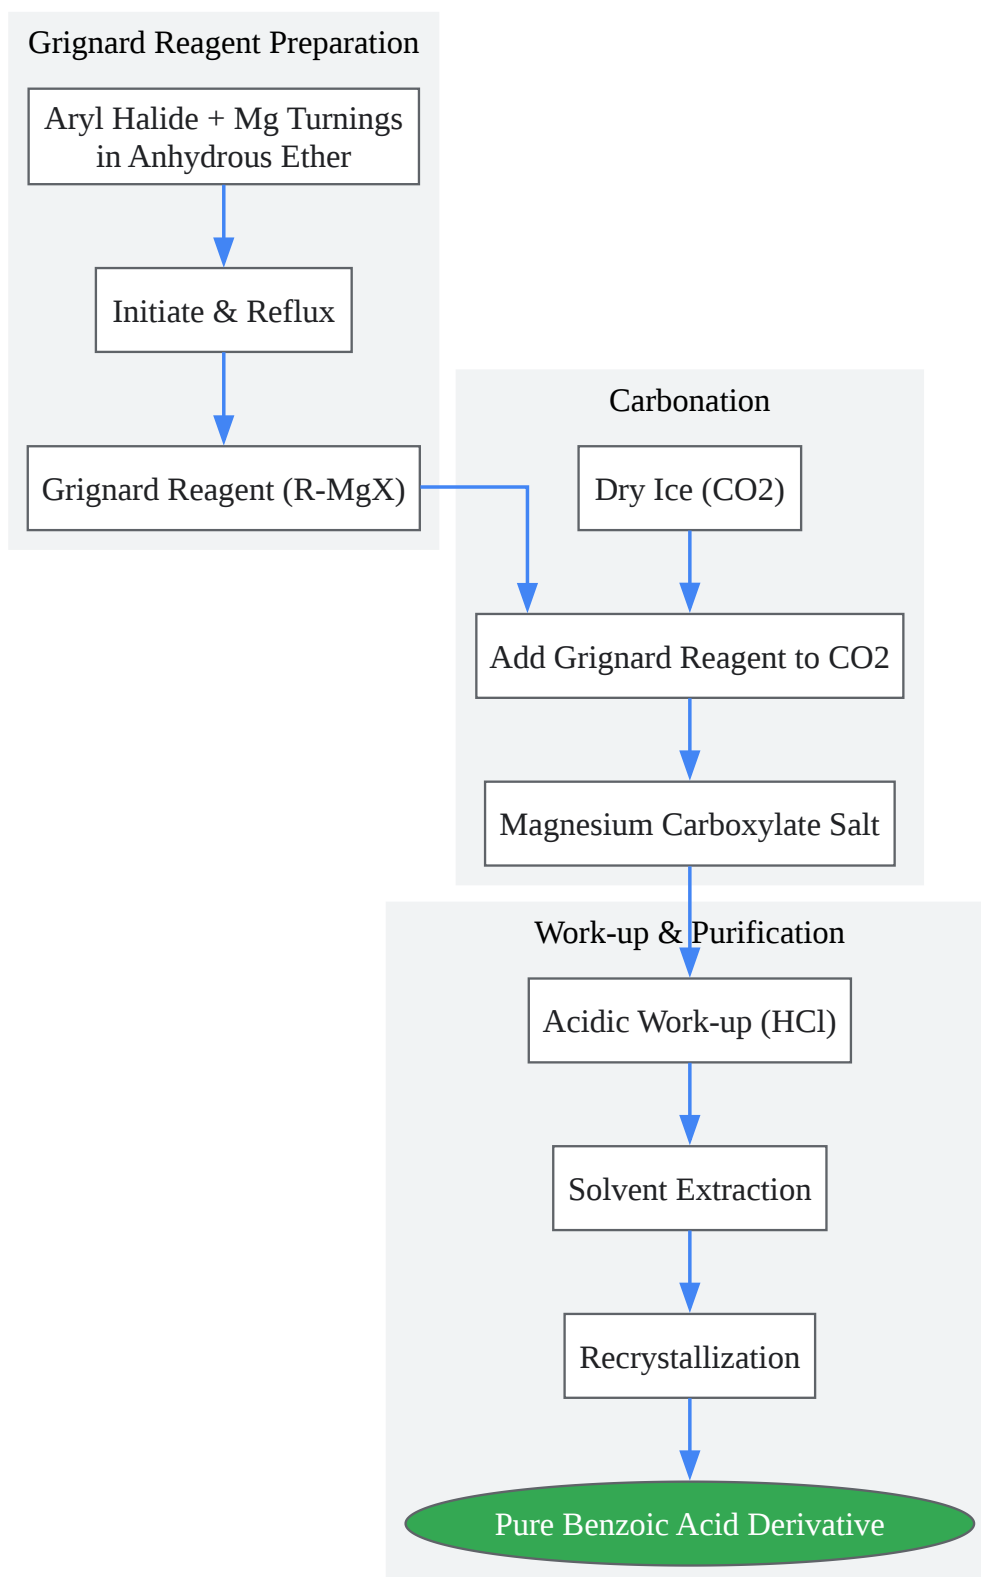 Grignard Reagent Preparation
Aryl Halide + Mg Turnings
in Anhydrous Ether
Initiate & Reflux
Grignard Reagent (R-MgX)
Carbonation
Dry Ice (CO2)
Add Grignard Reagent to CO2
Magnesium Carboxylate Salt
Work-up & Purification
Acidic Work-up (HCl)
Solvent Extraction
Recrystallization
Pure Benzoic Acid Derivative